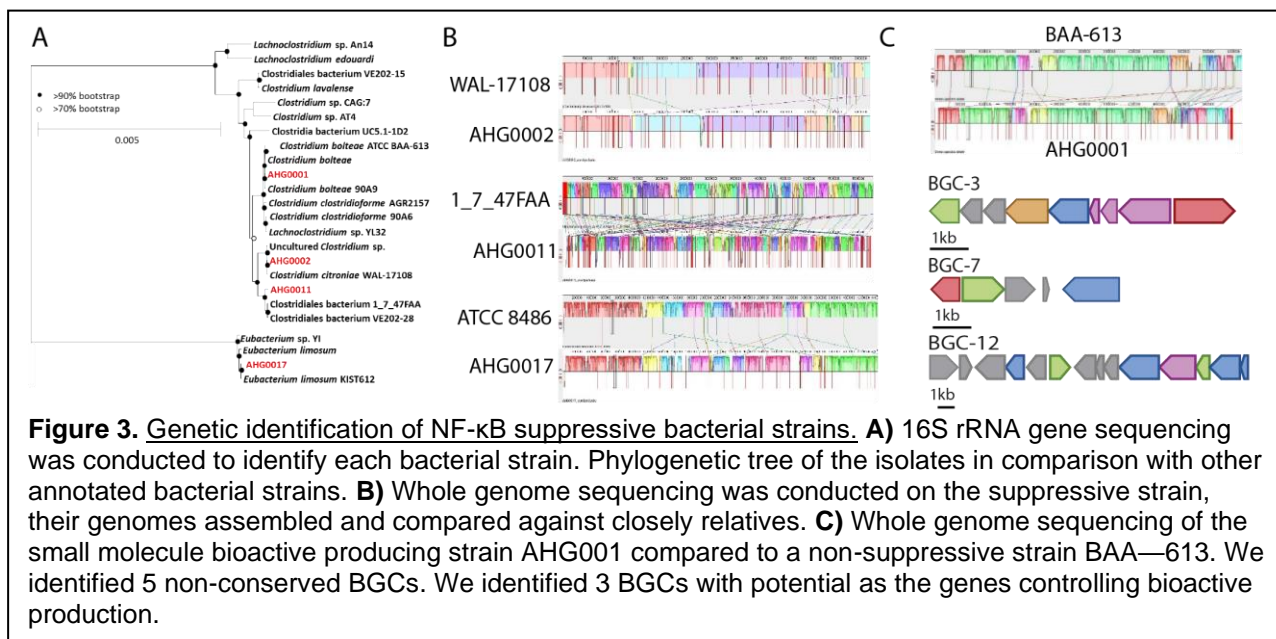 A
Lachnoclostridium sp. An14
Lachnoclostridium edouardi
Clostridiales bacterium VE202-15
Clostridium lavalense
Clostridium sp. CAG:7
Clostridium sp. AT4
Clostridia bacterium UC5.1-1D2
Clostridium bolteae ATCC BAA-613
Clostridium bolteae
AHG0001
Clostridium bolteae 90A9
Clostridium clostridioforme AGR2157
Clostridium clostridioforme 90A6
Lachnoclostridium sp. YL32
Uncultured Clostridium sp.
AHG0002
Clostridium citroniae WAL-17108
AHG0011
Clostridiales bacterium 1_7_47FAA
Clostridiales bacterium VE202-28
Eubacterium sp. YI
Eubacterium limosum
AHG0017
Eubacterium limosum KIST612
>90% bootstrap
>70% bootstrap
0.005
B
WAL-17108
AHG0002
1_7_47FAA
AHG0011
ATCC 8486
AHG0017
C
BAA-613
AHG0001
BGC-3
1kb
BGC-7
1kb
BGC-12
1kb
Figure 3. Genetic identification of NF-κB suppressive bacterial strains. A) 16S rRNA gene sequencing
was conducted to identify each bacterial strain. Phylogenetic tree of the isolates in comparison with other
annotated bacterial strains. B) Whole genome sequencing was conducted on the suppressive strain,
their genomes assembled and compared against closely relatives. C) Whole genome sequencing of the
small molecule bioactive producing strain AHG001 compared to a non-suppressive strain BAA—613. We
identified 5 non-conserved BGCs. We identified 3 BGCs with potential as the genes controlling bioactive
production.